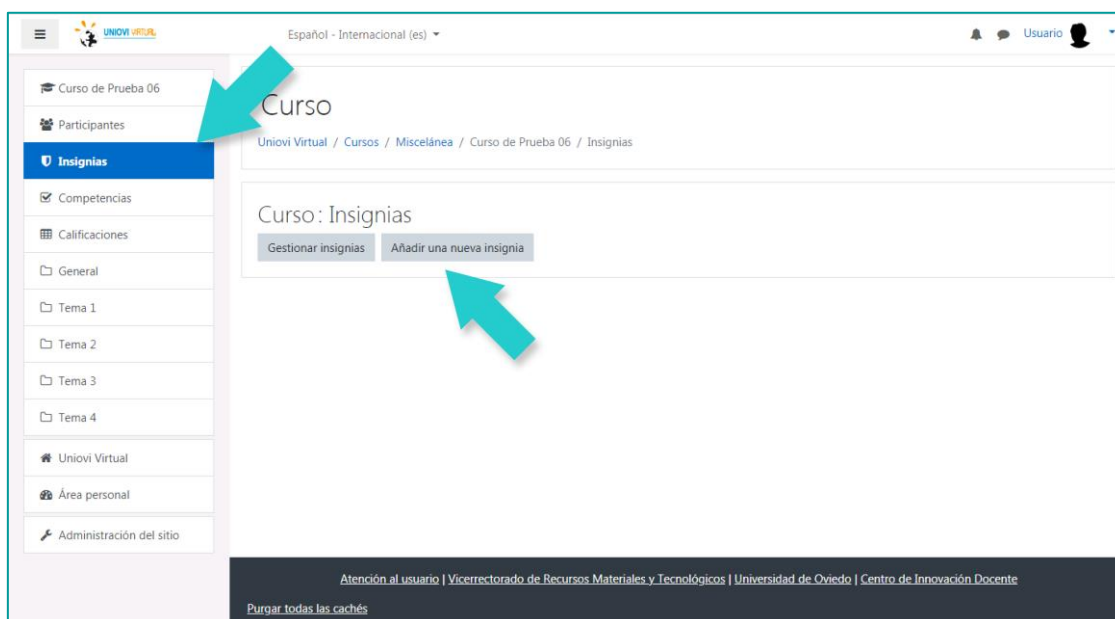 UNIOVI VIRTUAL
Español - Internacional (es)
Usuario
Curso de Prueba 06
Participantes
Insignias
Competencias
Calificaciones
General
Tema 1
Tema 2
Tema 3
Tema 4
Uniovi Virtual
Área personal
Administración del sitio
Curso
Uniovi Virtual / Cursos / Miscelánea / Curso de Prueba 06 / Insignias
Curso: Insignias
Gestionar insignias
Añadir una nueva insignia
Atención al usuario | Vicerrectorado de Recursos Materiales y Tecnológicos | Universidad de Oviedo | Centro de Innovación Docente
Purgar todas las cachés